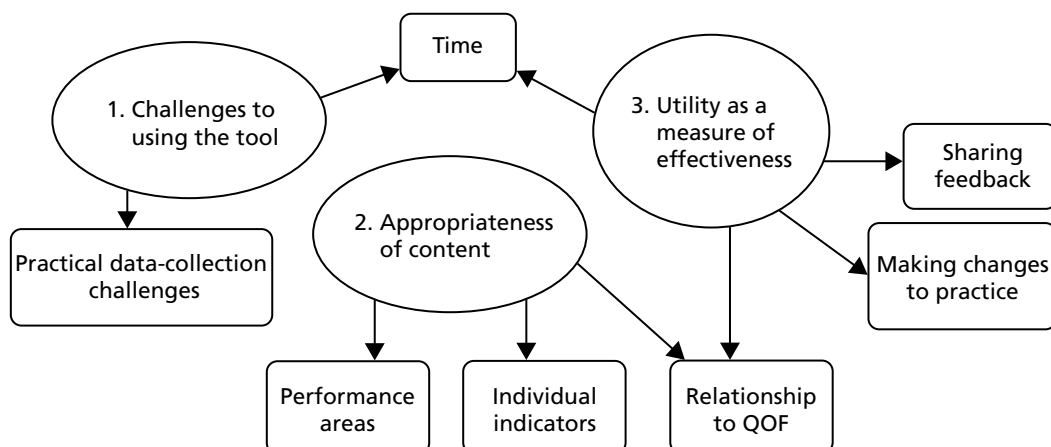 Time
1. Challenges to
using the tool
3. Utility as a
measure of
effectiveness
Sharing
feedback
2. Appropriateness
of content
Practical data-collection
challenges
Making changes
to practice
Performance
areas
Individual
indicators
Relationship
to QOF